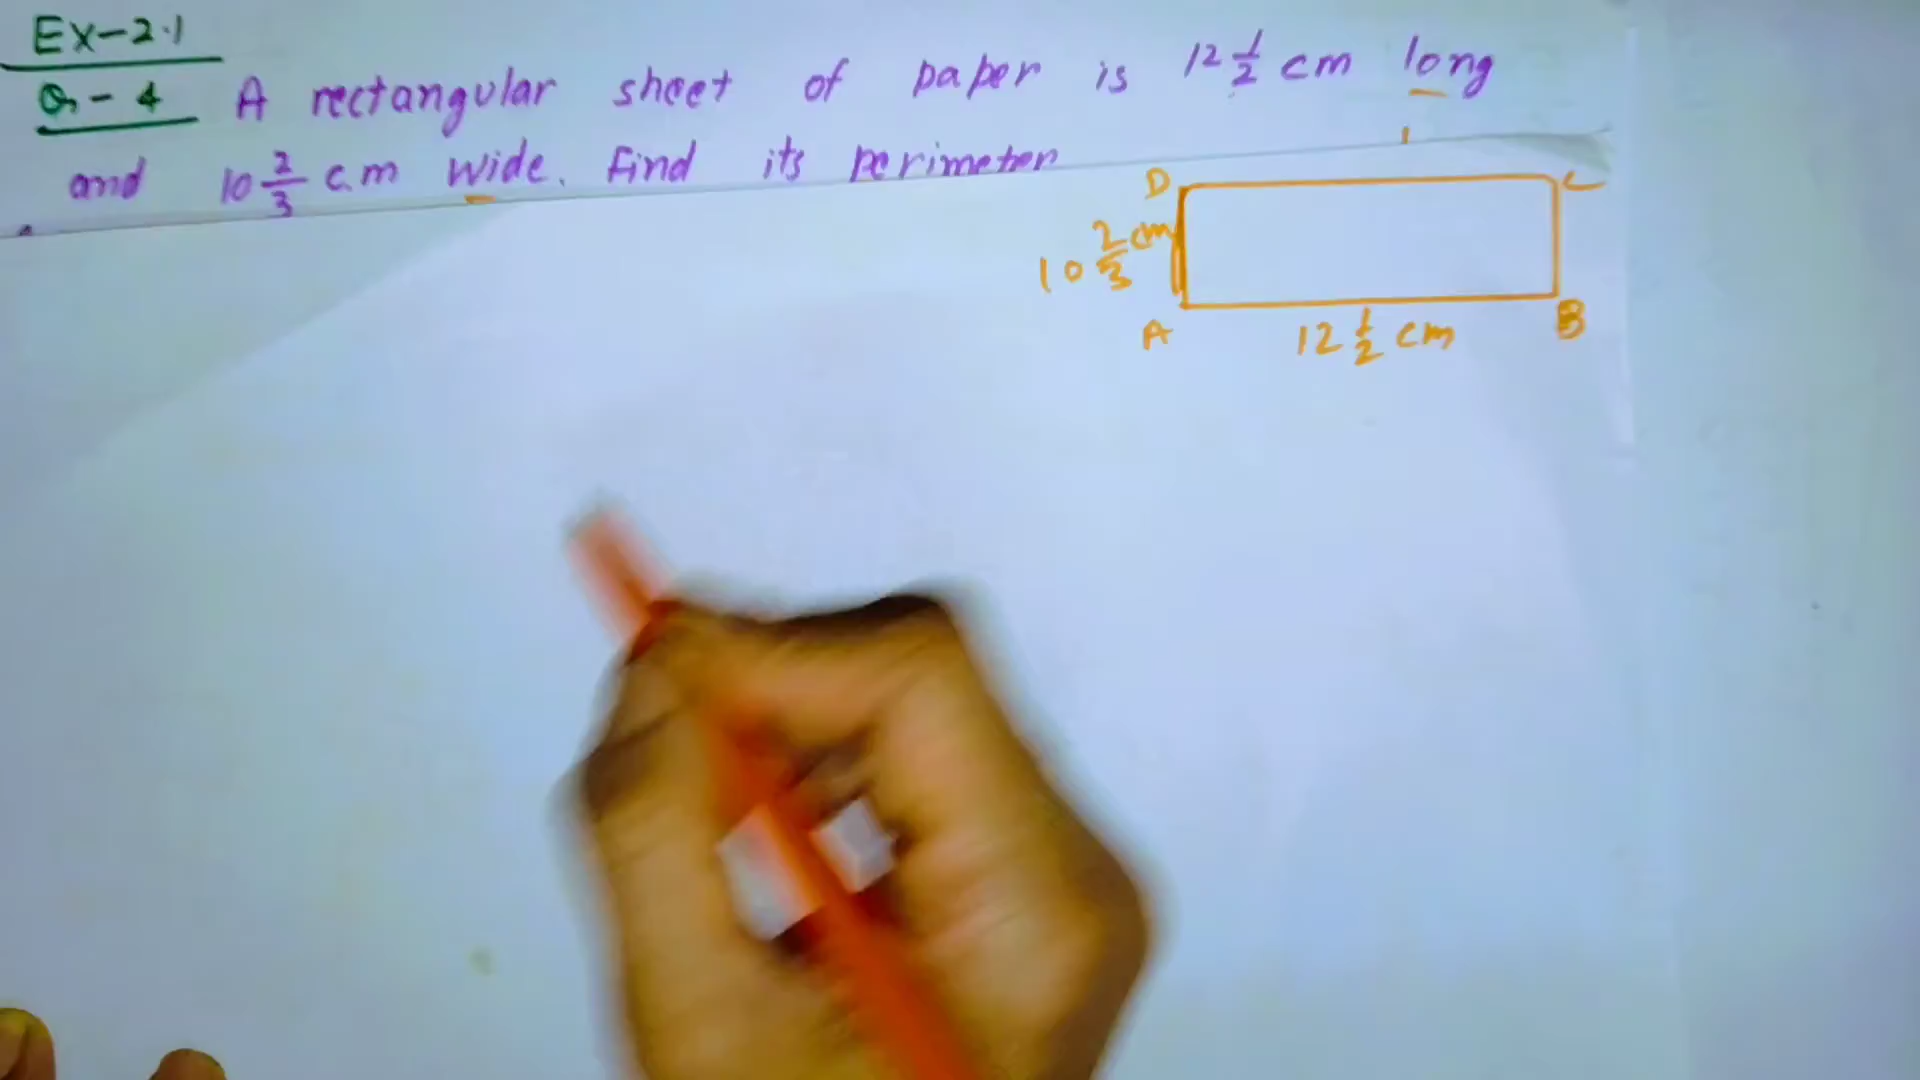 Ex-2.1
Q-4 A rectangular sheet of paper is 12 1/2 cm long
and 10 2/3 c.m wide. Find its perimeter
D C
10 2/3 cm
A 12 1/2 cm B